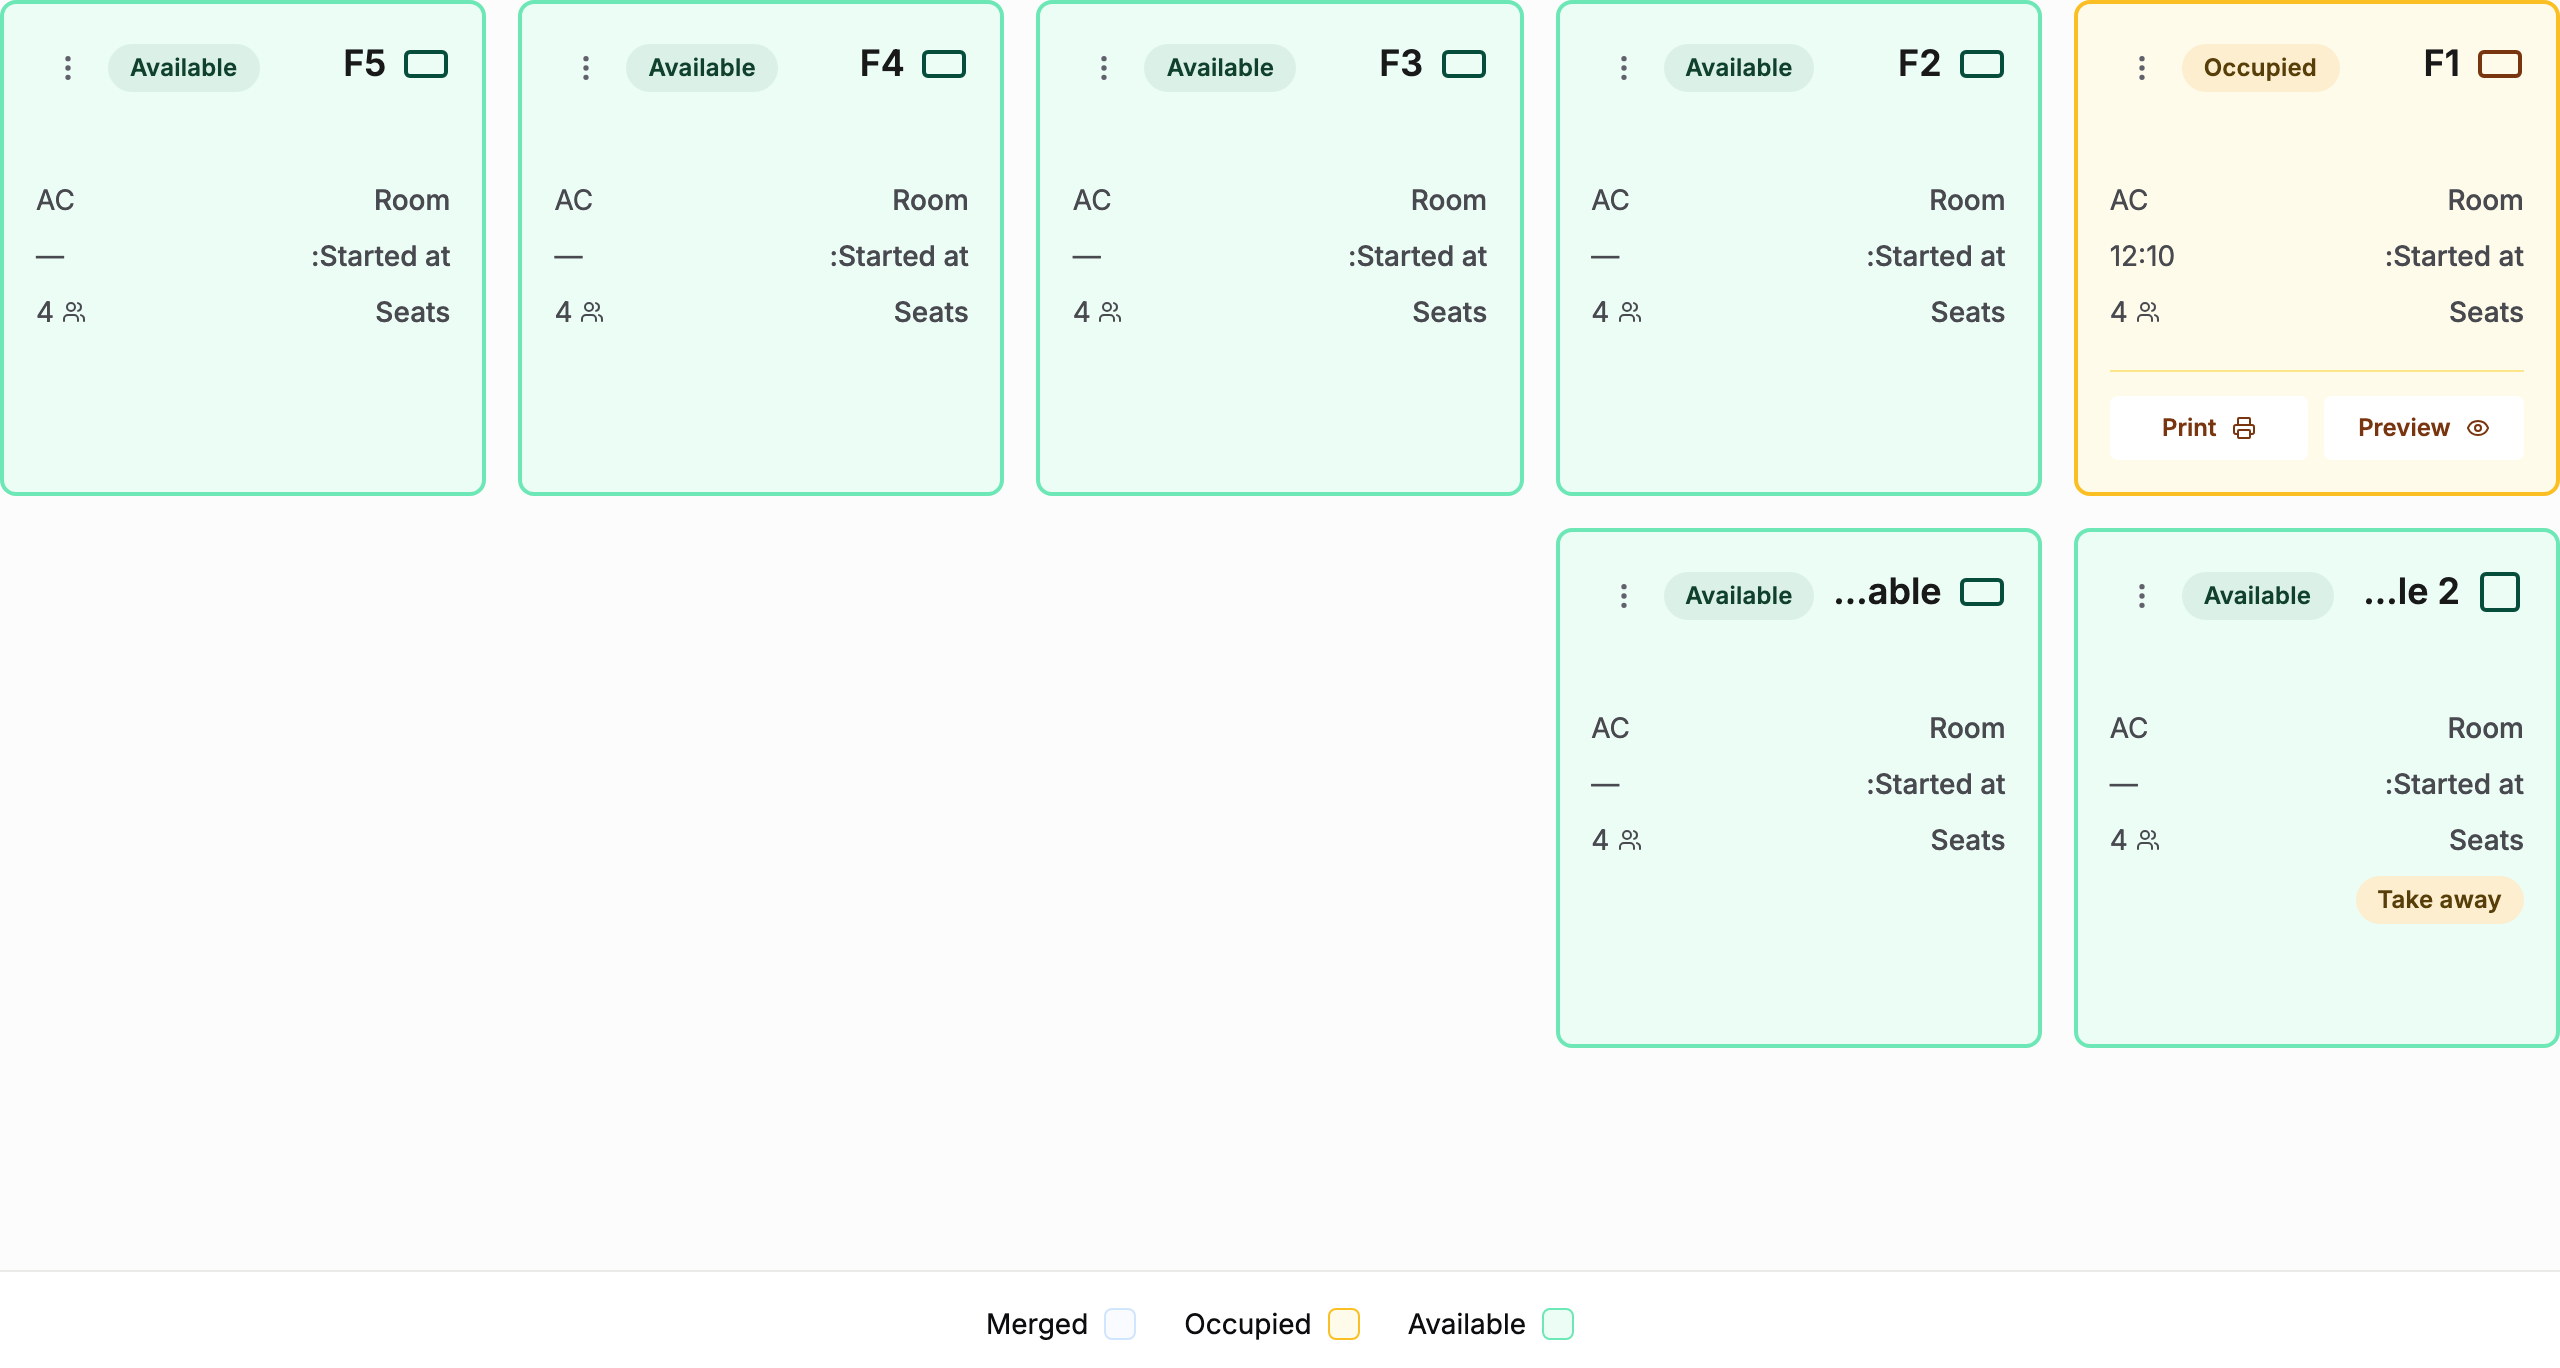 F1 Occupied
Room AC
:Started at 12:10
Seats 4
Preview Print
F2 Available
Room AC
:Started at —
Seats 4
F3 Available
Room AC
:Started at —
Seats 4
F4 Available
Room AC
:Started at —
Seats 4
F5 Available
Room AC
:Started at —
Seats 4
...le 2 Available
Room AC
:Started at —
Seats 4
Take away
...able Available
Room AC
:Started at —
Seats 4
Available Occupied Merged